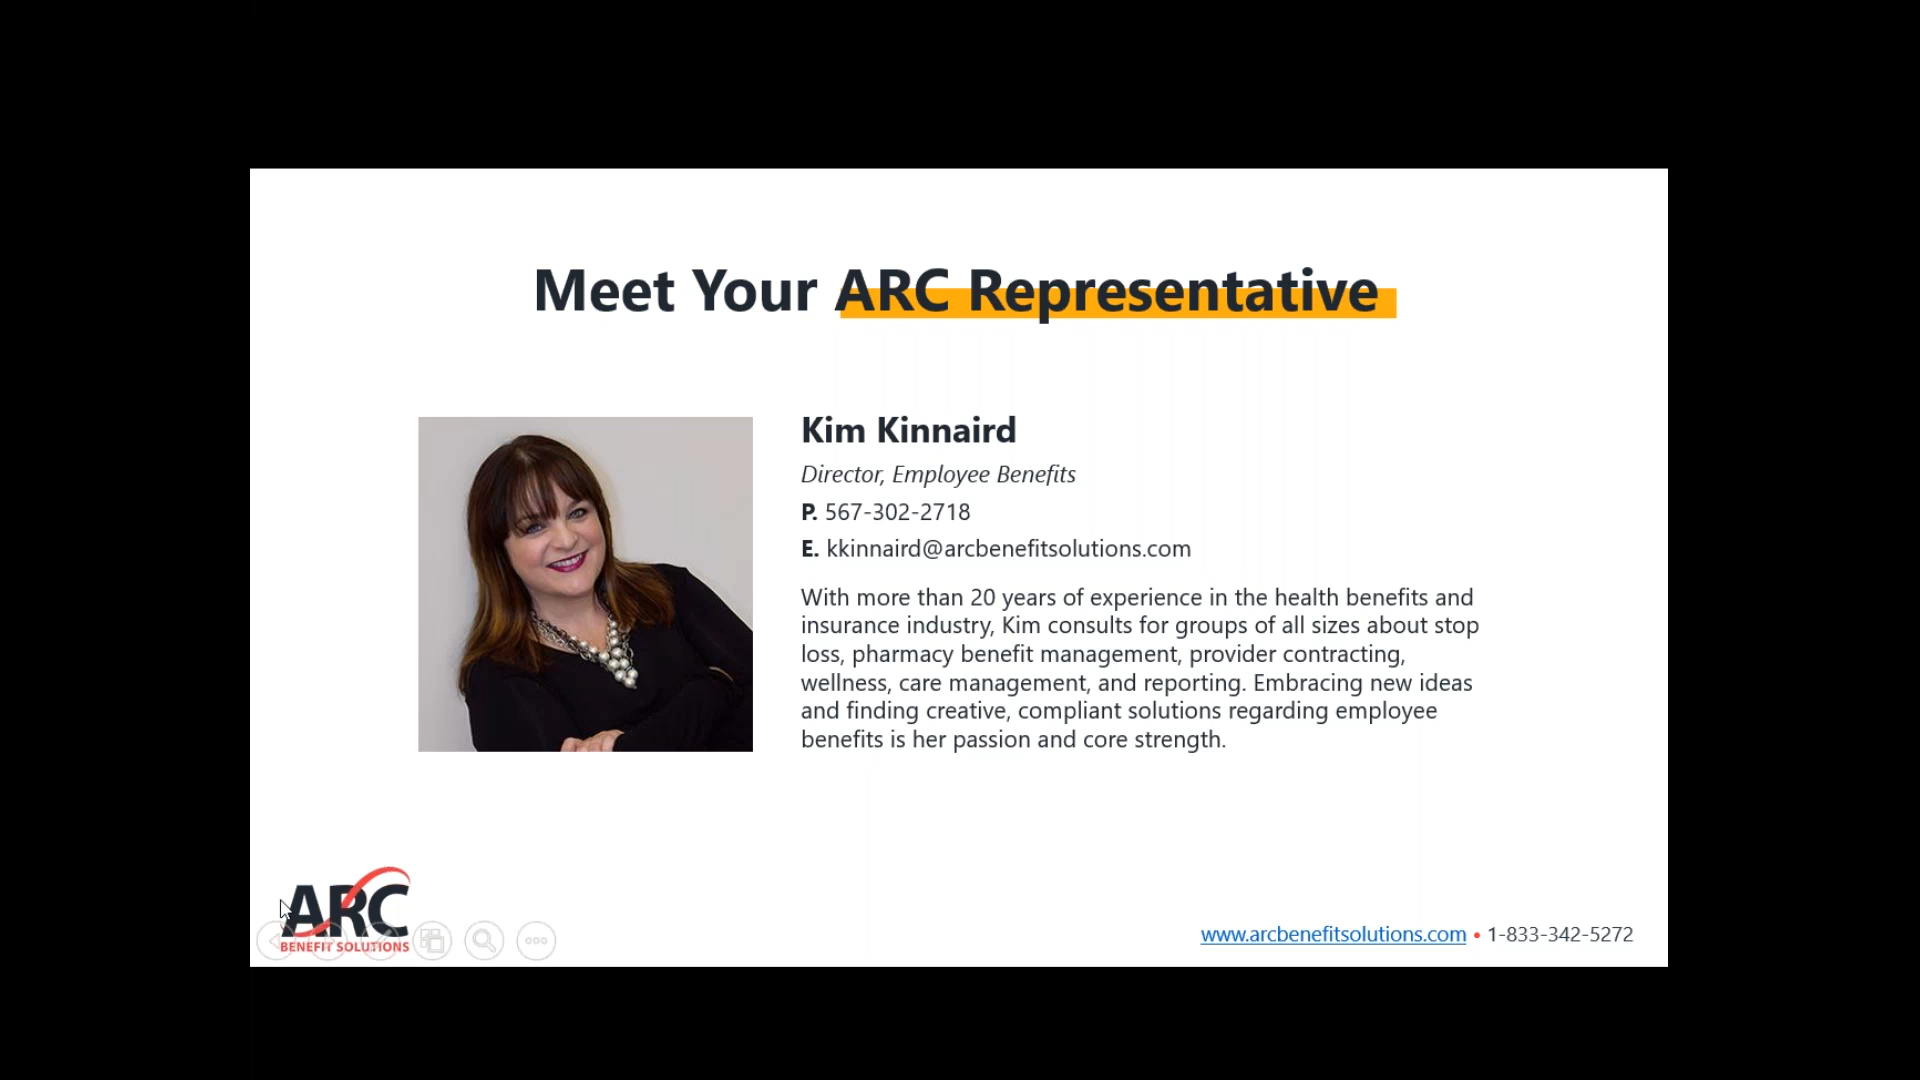 Meet Your ARC Representative
Kim Kinnaird
Director, Employee Benefits
P. 567-302-2718
E. kkinnaird@arcbenefitsolutions.com
With more than 20 years of experience in the health benefits and
insurance industry, Kim consults for groups of all sizes about stop
loss, pharmacy benefit management, provider contracting,
wellness, care management, and reporting. Embracing new ideas
and finding creative, compliant solutions regarding employee
benefits is her passion and core strength.
ARC
BENEFIT SOLUTIONS
www.arcbenefitsolutions.com • 1-833-342-5272